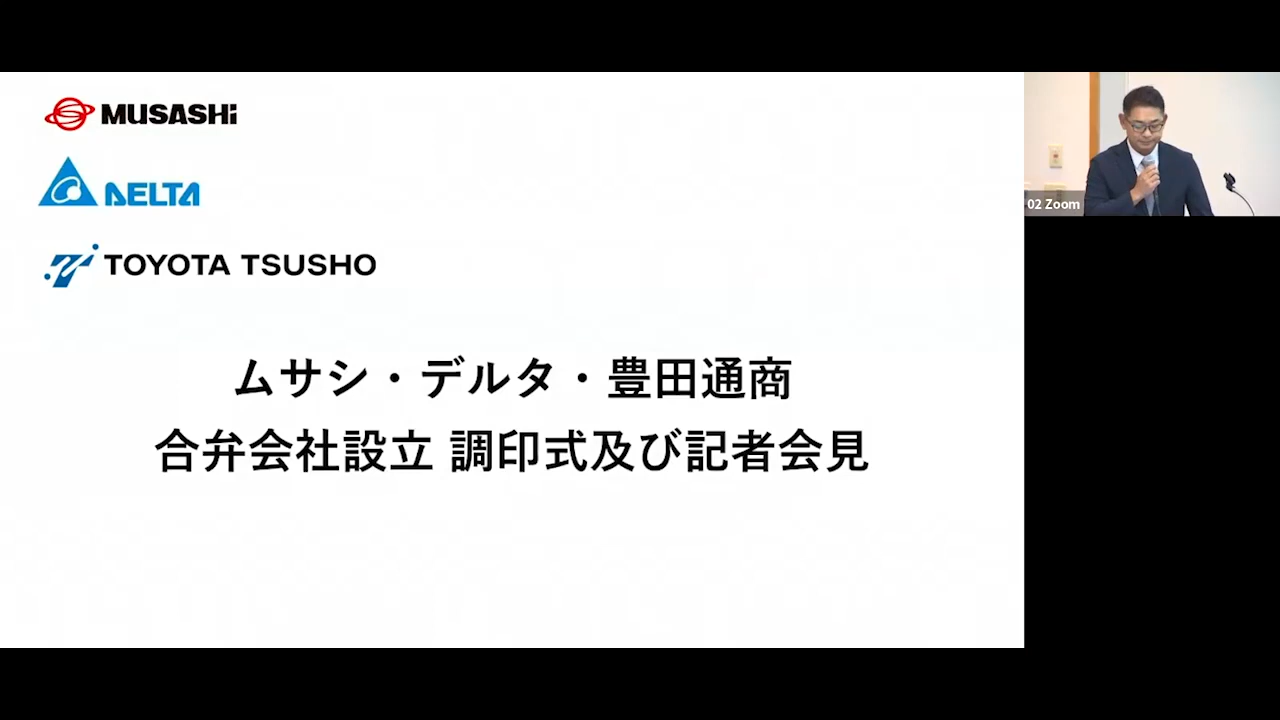 MUSASHi
DELTA
TOYOTA TSUSHO
ムサシ・デルタ・豊田通商
合弁会社設立 調印式及び記者会見
02 Zoom